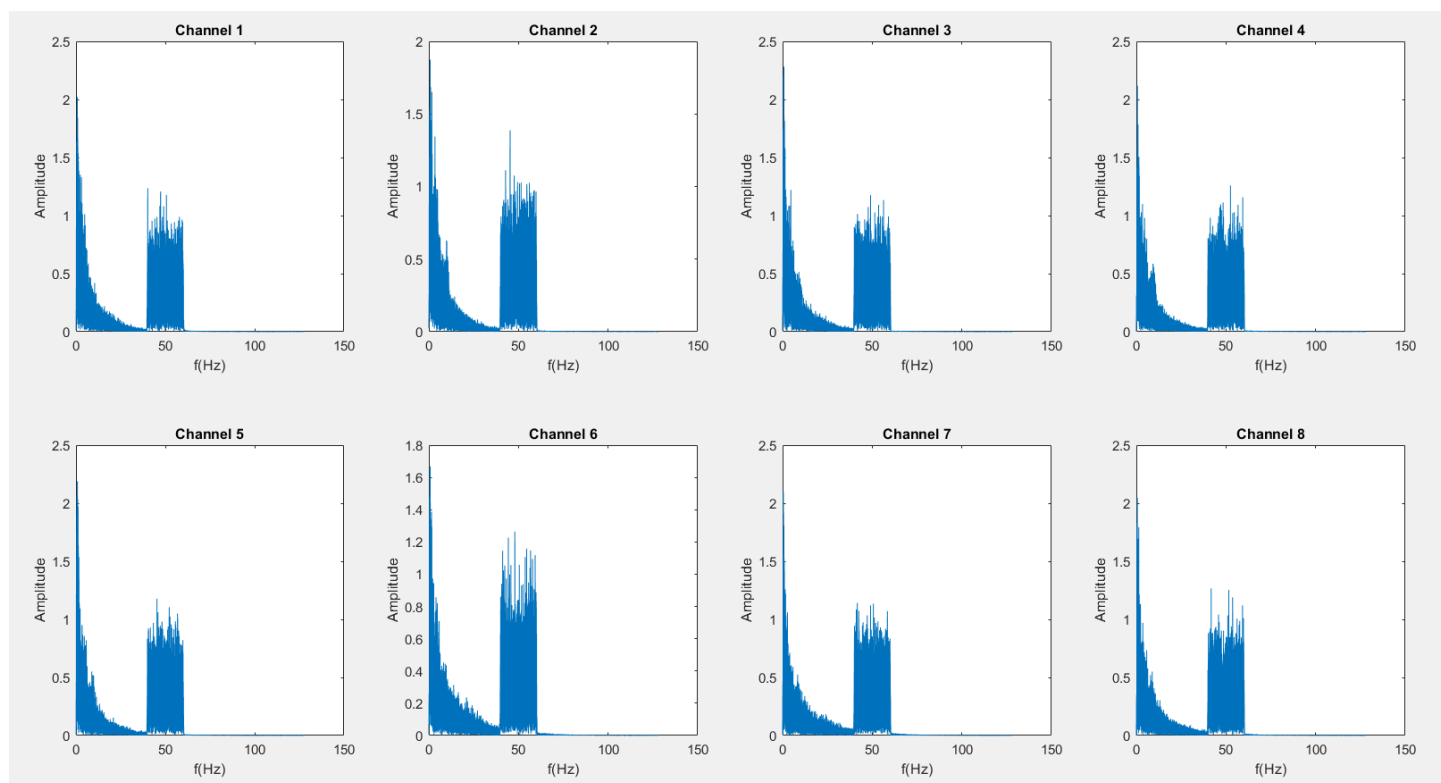 Channel 1
2.5
2
1.5
1
0.5
0
Amplitude
0 50 100 150
f(Hz)
Channel 2
2
1.5
1
0.5
0
Amplitude
0 50 100 150
f(Hz)
Channel 3
2.5
2
1.5
1
0.5
0
Amplitude
0 50 100 150
f(Hz)
Channel 4
2.5
2
1.5
1
0.5
0
Amplitude
0 50 100 150
f(Hz)
Channel 5
2.5
2
1.5
1
0.5
0
Amplitude
0 50 100 150
f(Hz)
Channel 6
1.8
1.6
1.4
1.2
1
0.8
0.6
0.4
0.2
0
Amplitude
0 50 100 150
f(Hz)
Channel 7
2.5
2
1.5
1
0.5
0
Amplitude
0 50 100 150
f(Hz)
Channel 8
2.5
2
1.5
1
0.5
0
Amplitude
0 50 100 150
f(Hz)